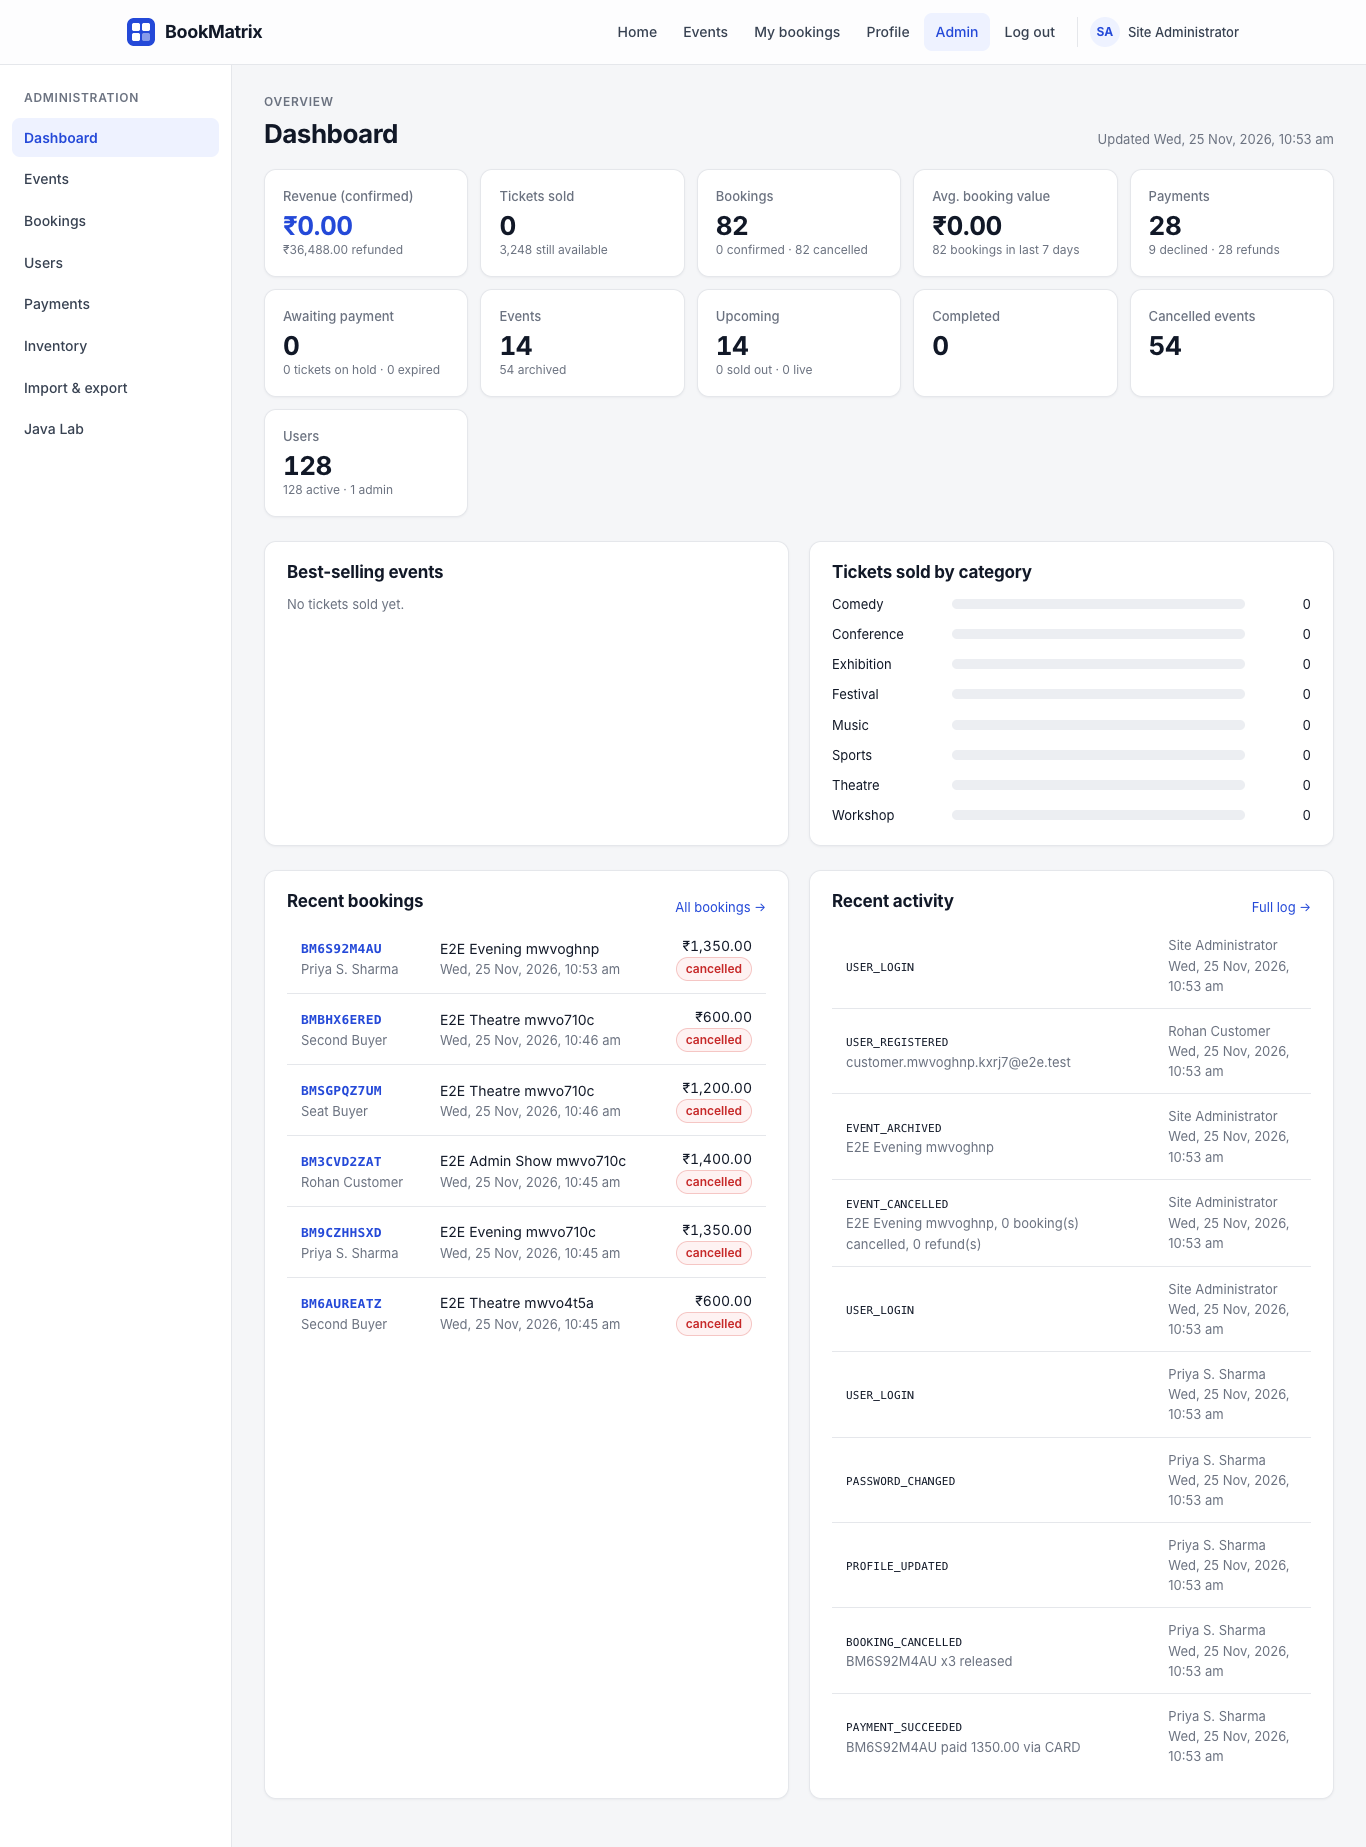 BookMatrix
Home Events My bookings Profile Admin Log out SA Site Administrator
ADMINISTRATION
Dashboard
Events
Bookings
Users
Payments
Inventory
Import & export
Java Lab
OVERVIEW
Dashboard
Updated Wed, 25 Nov, 2026, 10:53 am
Revenue (confirmed)
₹0.00
₹36,488.00 refunded
Tickets sold
0
3,248 still available
Bookings
82
0 confirmed · 82 cancelled
Avg. booking value
₹0.00
82 bookings in last 7 days
Payments
28
9 declined · 28 refunds
Awaiting payment
0
0 tickets on hold · 0 expired
Events
14
54 archived
Upcoming
14
0 sold out · 0 live
Completed
0
Cancelled events
54
Users
128
128 active · 1 admin
Best-selling events
No tickets sold yet.
Tickets sold by category
Comedy 0
Conference 0
Exhibition 0
Festival 0
Music 0
Sports 0
Theatre 0
Workshop 0
Recent bookings
All bookings →
BM6S92M4AU E2E Evening mwvoghnp ₹1,350.00
Priya S. Sharma Wed, 25 Nov, 2026, 10:53 am cancelled
BMBHX6ERED E2E Theatre mwvo710c ₹600.00
Second Buyer Wed, 25 Nov, 2026, 10:46 am cancelled
BMSGPQZ7UM E2E Theatre mwvo710c ₹1,200.00
Seat Buyer Wed, 25 Nov, 2026, 10:46 am cancelled
BM3CVD2ZAT E2E Admin Show mwvo710c ₹1,400.00
Rohan Customer Wed, 25 Nov, 2026, 10:45 am cancelled
BM9CZHHSXD E2E Evening mwvo710c ₹1,350.00
Priya S. Sharma Wed, 25 Nov, 2026, 10:45 am cancelled
BM6AUREATZ E2E Theatre mwvo4t5a ₹600.00
Second Buyer Wed, 25 Nov, 2026, 10:45 am cancelled
Recent activity
Full log →
USER_LOGIN
Site Administrator
Wed, 25 Nov, 2026,
10:53 am
USER_REGISTERED
customer.mwvoghnp.kxrj7@e2e.test
Rohan Customer
Wed, 25 Nov, 2026,
10:53 am
EVENT_ARCHIVED
E2E Evening mwvoghnp
Site Administrator
Wed, 25 Nov, 2026,
10:53 am
EVENT_CANCELLED
E2E Evening mwvoghnp, 0 booking(s)
cancelled, 0 refund(s)
Site Administrator
Wed, 25 Nov, 2026,
10:53 am
USER_LOGIN
Site Administrator
Wed, 25 Nov, 2026,
10:53 am
USER_LOGIN
Priya S. Sharma
Wed, 25 Nov, 2026,
10:53 am
PASSWORD_CHANGED
Priya S. Sharma
Wed, 25 Nov, 2026,
10:53 am
PROFILE_UPDATED
Priya S. Sharma
Wed, 25 Nov, 2026,
10:53 am
BOOKING_CANCELLED
BM6S92M4AU x3 released
Priya S. Sharma
Wed, 25 Nov, 2026,
10:53 am
PAYMENT_SUCCEEDED
BM6S92M4AU paid 1350.00 via CARD
Priya S. Sharma
Wed, 25 Nov, 2026,
10:53 am